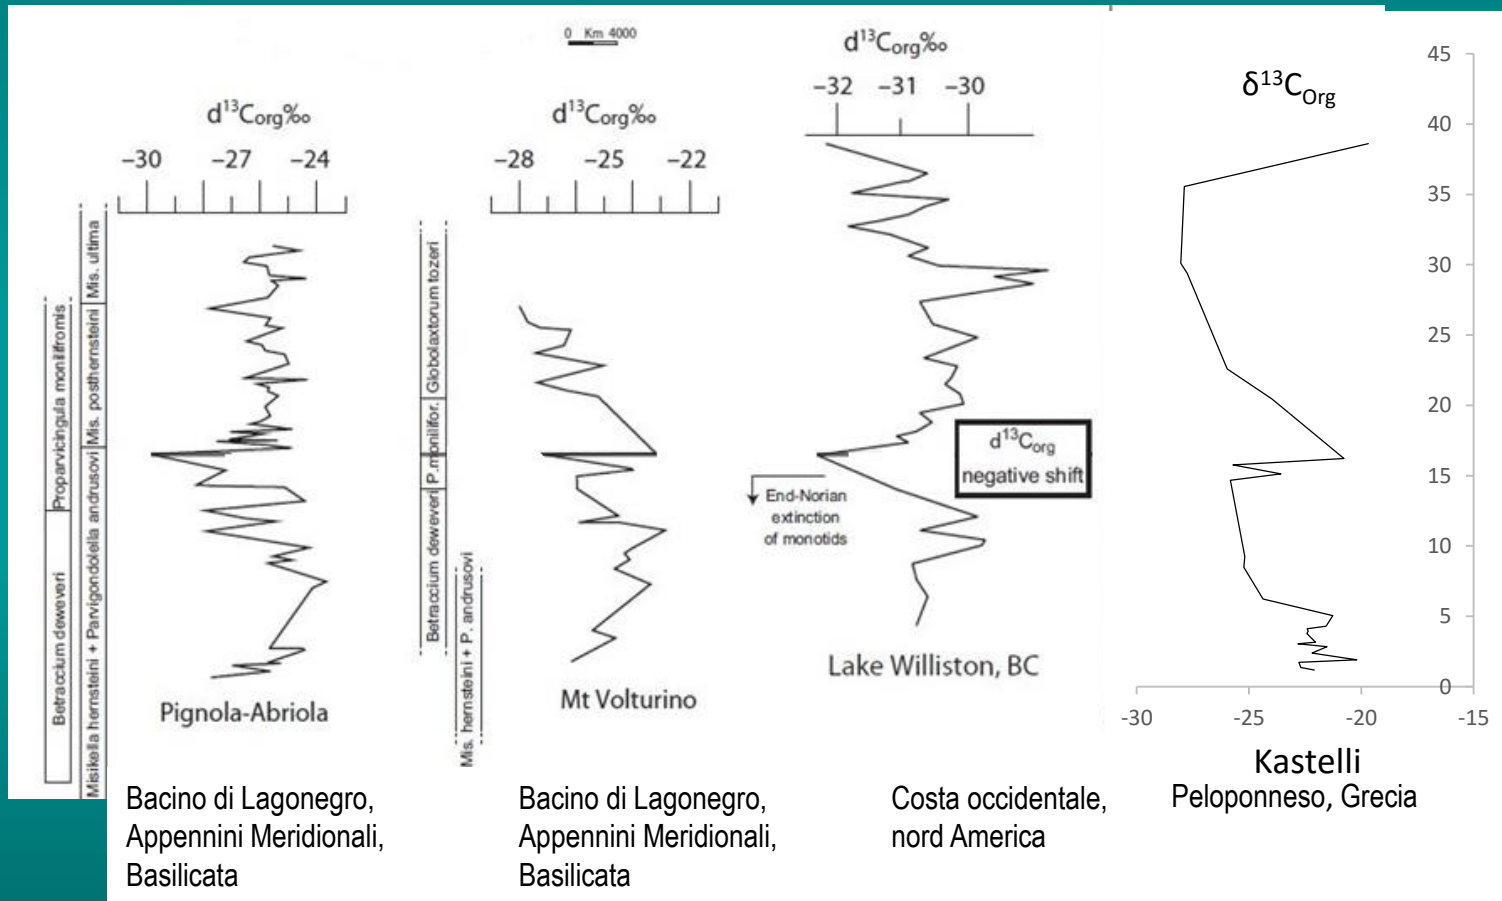 0 Km 4000
d¹³Corg‰
-30 -27 -24
Proparvicingula monilifromis
Betraccium deweveri
Mis. ultima
Mis. posthernsteini
Misikella hernsteini + Parvigondolella andrusovi
Pignola-Abriola
d¹³Corg‰
-28 -25 -22
Globolaxtorum tozeri
P.monilifor.
Betraccium deweveri
Mis. hernsteini + P. andrusovi
Mt Volturino
d¹³Corg‰
-32 -31 -30
d¹³Corg
negative shift
End-Norian
extinction
of monotids
Lake Williston, BC
δ¹³COrg
45
40
35
30
25
20
15
10
5
0
-30 -25 -20 -15
Kastelli
Peloponneso, Grecia
Bacino di Lagonegro,
Appennini Meridionali,
Basilicata
Bacino di Lagonegro,
Appennini Meridionali,
Basilicata
Costa occidentale,
nord America